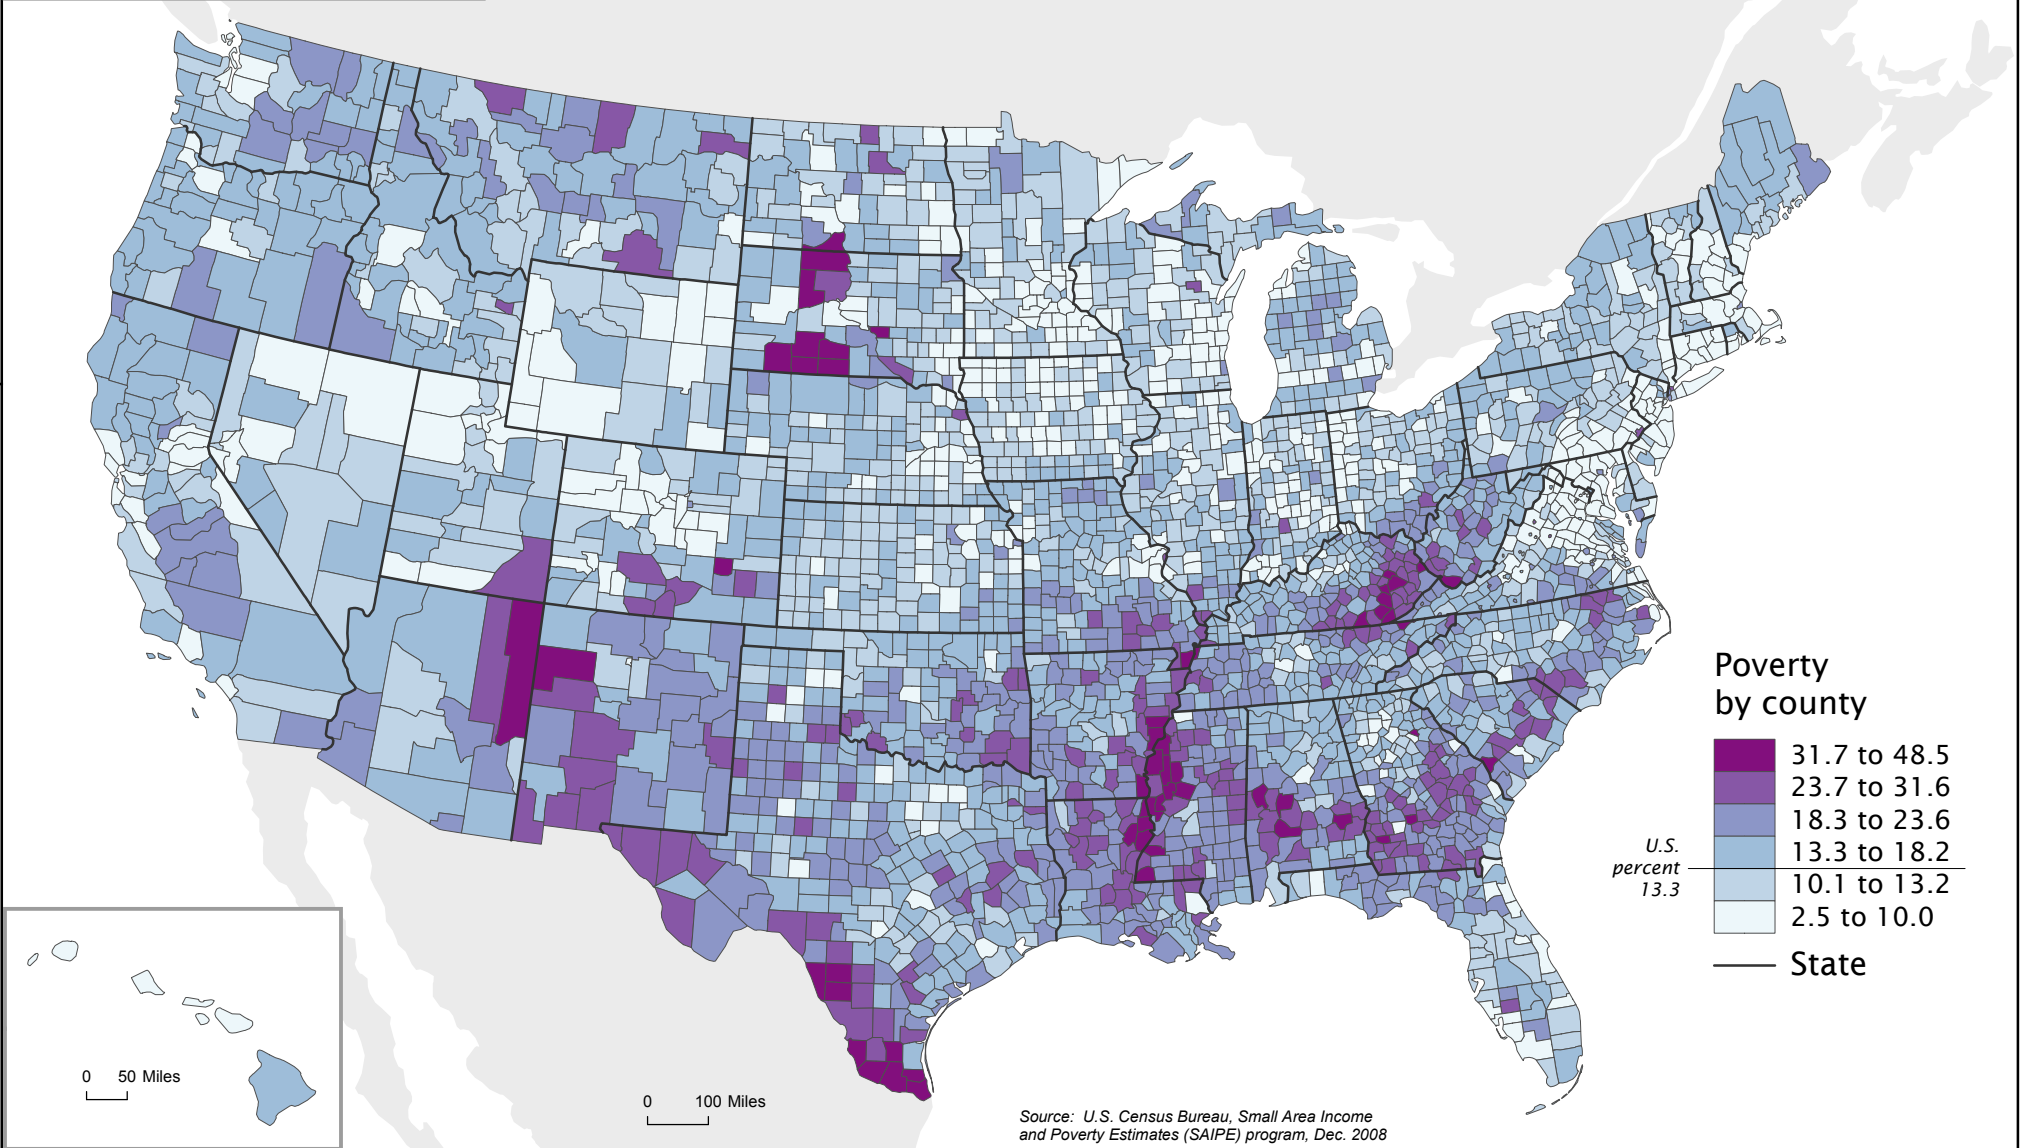 Poverty
by county
31.7 to 48.5
23.7 to 31.6
18.3 to 23.6
13.3 to 18.2
10.1 to 13.2
2.5 to 10.0
U.S.
percent
13.3
State
0 50 Miles
0 100 Miles
Source: U.S. Census Bureau, Small Area Income
and Poverty Estimates (SAIPE) program, Dec. 2008